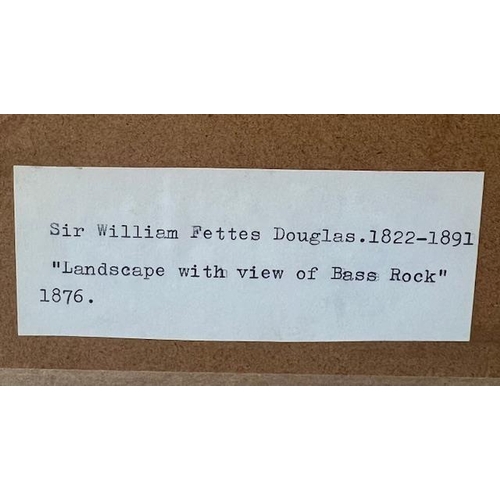 Sir William Fettes Douglas.1822-1891
"Landscape with view of Bass Rock"
1876.